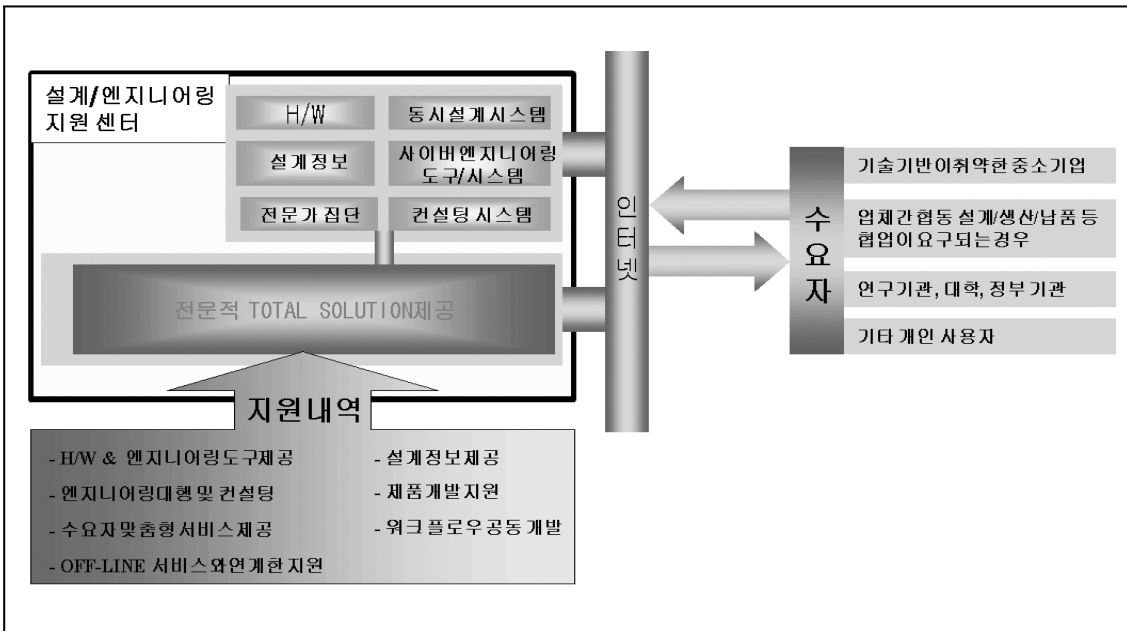 설계/엔지니어링
지원 센터
H/W
동시설계시스템
설계정보
사이버엔지니어링
도구/시스템
전문가 집단
컨설팅 시스템
전문적 TOTAL SOLUTION제공
지원내역
- H/W & 엔지니어링도구제공
- 엔지니어링대행 및 컨설팅
- 수요자맞춤형서비스제공
- OFF-LINE 서비스와연계한 지원
- 설계정보제공
- 제품개발지원
- 워크플로우공동 개발
인
터
넷
수
요
자
기술기반이취약한 중소기업
업체간 협동 설계/생산/납품 등
협업이 요구되는경우
연구기관, 대학, 정부 기관
기타 개인 사용자